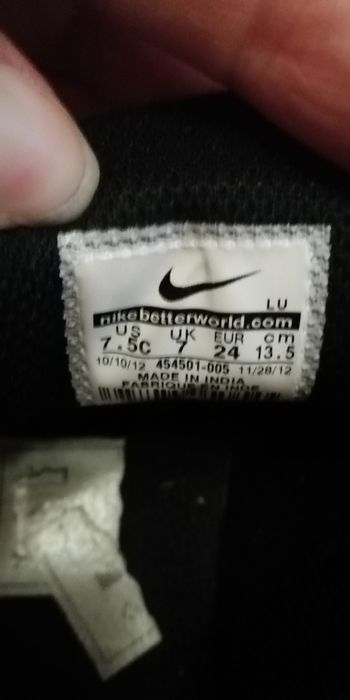 LU
nikebetterworld.com
US UK EUR cm
7.5C 7 24 13.5
10/10/12 454501-005 11/28/12
MADE IN INDIA
FABRIQUE EN INDE